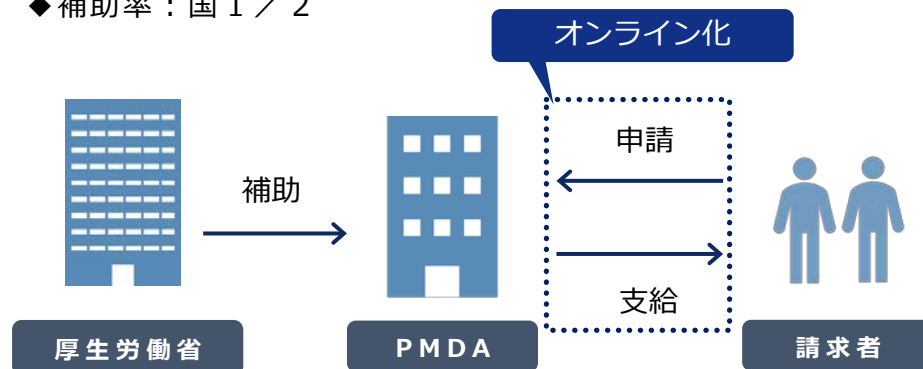 ◆補助率：国１／２
オンライン化
申請
補助
支給
厚生労働省
PMDA
請求者